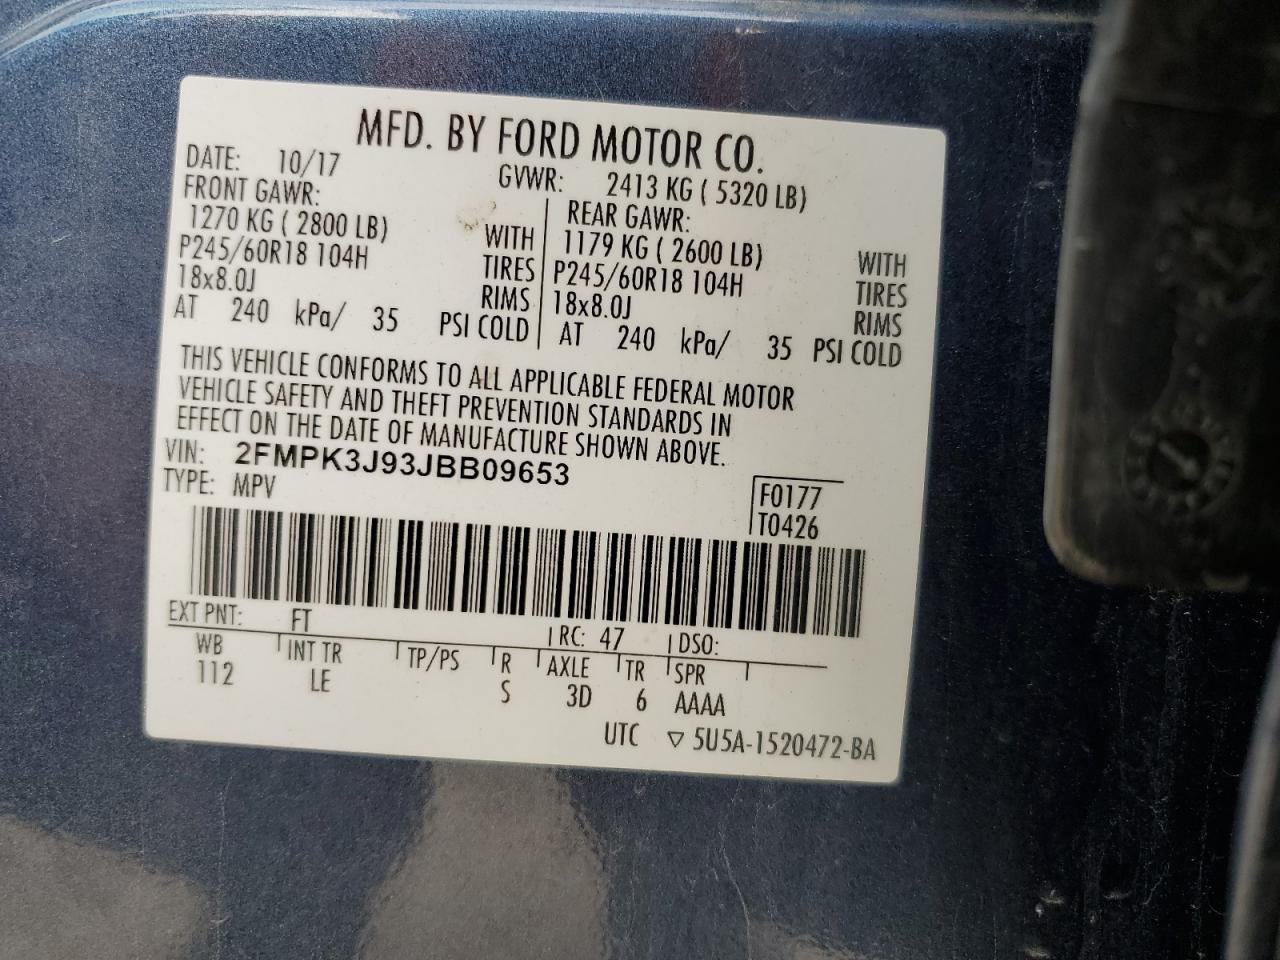 MFD. BY FORD MOTOR CO.
DATE: 10/17 GVWR: 2413 KG ( 5320 LB)
FRONT GAWR: REAR GAWR:
1270 KG ( 2800 LB) WITH 1179 KG ( 2600 LB) WITH
P245/60R18 104H TIRES P245/60R18 104H TIRES
18x8.0J RIMS 18x8.0J RIMS
AT 240 kPa/ 35 PSI COLD AT 240 kPa/ 35 PSI COLD
THIS VEHICLE CONFORMS TO ALL APPLICABLE FEDERAL MOTOR
VEHICLE SAFETY AND THEFT PREVENTION STANDARDS IN
EFFECT ON THE DATE OF MANUFACTURE SHOWN ABOVE.
VIN: 2FMPK3J93JBB09653
TYPE: MPV
F0177
T0426
EXT PNT: FT RC: 47 DSO:
WB INT TR TP/PS R AXLE TR SPR
112 LE S 3D 6 AAAA
UTC ▽ 5U5A-1520472-BA